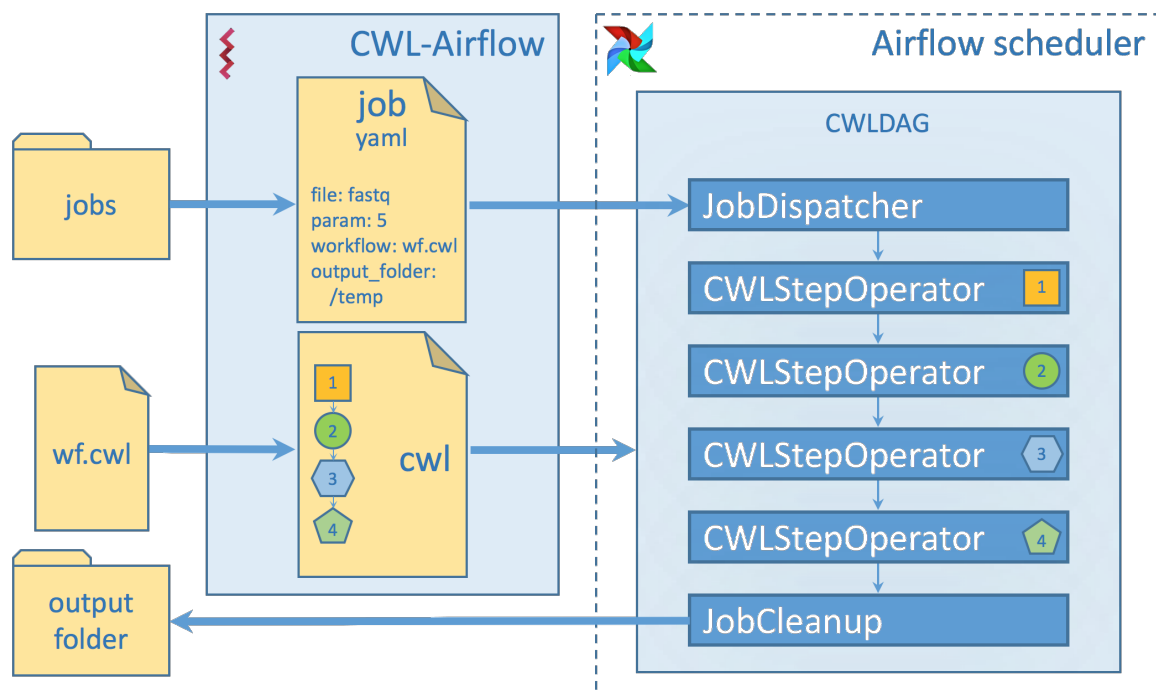 CWL-Airflow
Airflow scheduler
jobs
job
yaml
file: fastq
param: 5
workflow: wf.cwl
output_folder:
/temp
wf.cwl
1
2
3
4
cwl
output
folder
CWLDAG
JobDispatcher
CWLStepOperator 1
CWLStepOperator 2
CWLStepOperator 3
CWLStepOperator 4
JobCleanup